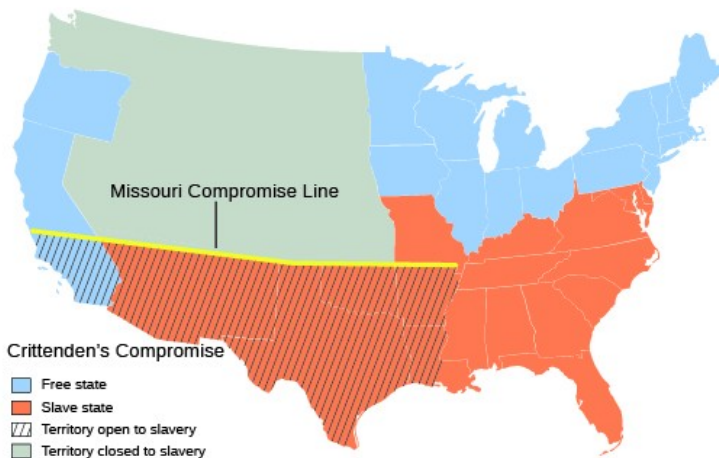 Missouri Compromise Line
Crittenden's Compromise
Free state
Slave state
Territory open to slavery
Territory closed to slavery